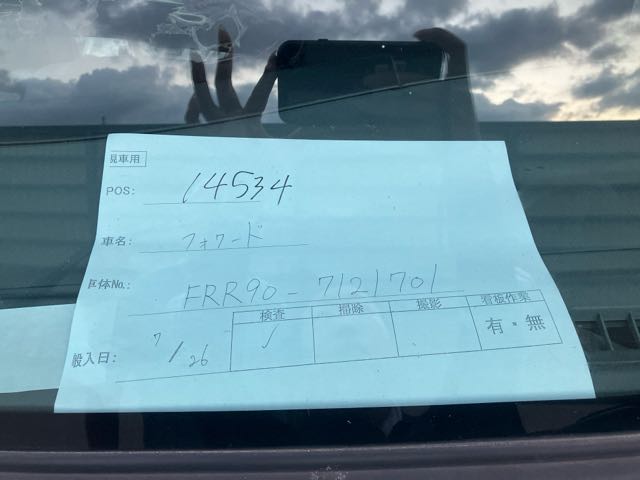 見車用
POS: 14534
車名: フォワード
車体No.: FRR90-7121701
検査 掃除 撮影 看板作業
✓ 有・無
搬入日: 7/26